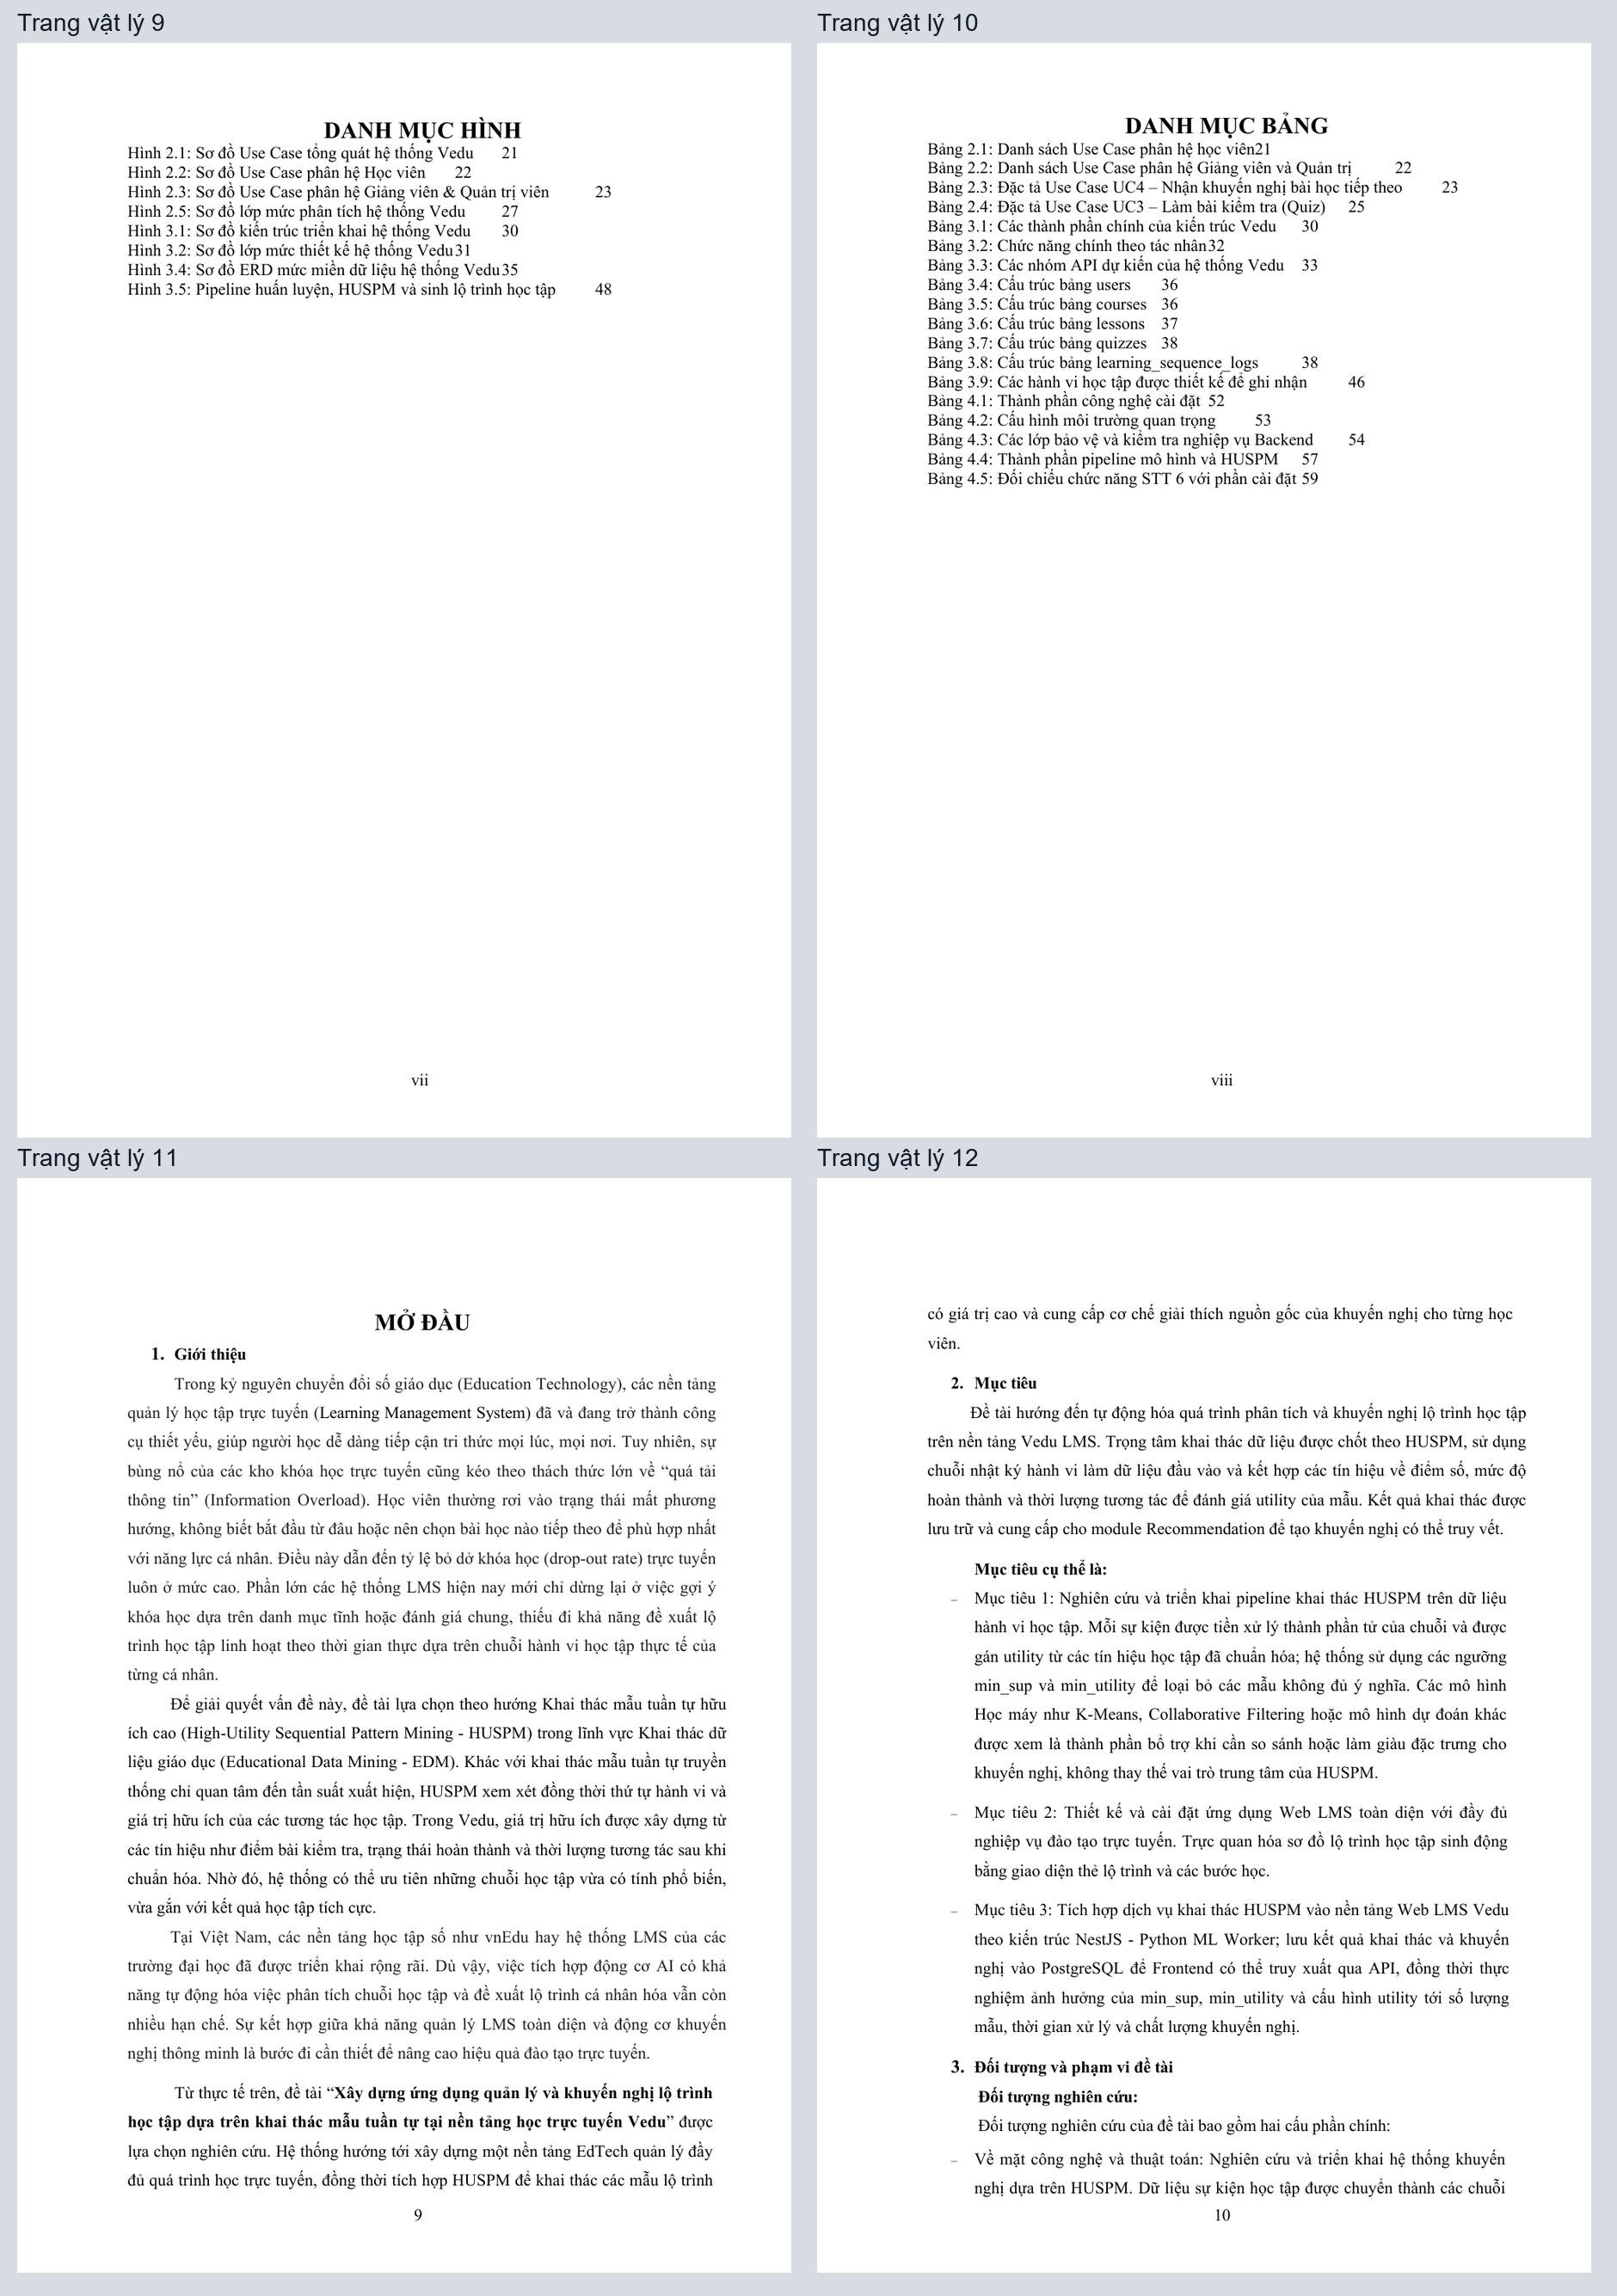 Trang vật lý 9
DANH MỤC HÌNH
Hình 2.1: Sơ đồ Use Case tổng quát hệ thống Vedu 21
Hình 2.2: Sơ đồ Use Case phân hệ Học viên 22
Hình 2.3: Sơ đồ Use Case phân hệ Giảng viên & Quản trị viên 23
Hình 2.5: Sơ đồ lớp mức phân tích hệ thống Vedu 27
Hình 3.1: Sơ đồ kiến trúc triển khai hệ thống Vedu 30
Hình 3.2: Sơ đồ lớp mức thiết kế hệ thống Vedu31
Hình 3.4: Sơ đồ ERD mức miền dữ liệu hệ thống Vedu35
Hình 3.5: Pipeline huấn luyện, HUSPM và sinh lộ trình học tập 48
vii
Trang vật lý 10
DANH MỤC BẢNG
Bảng 2.1: Danh sách Use Case phân hệ học viên21
Bảng 2.2: Danh sách Use Case phân hệ Giảng viên và Quản trị 22
Bảng 2.3: Đặc tả Use Case UC4 – Nhận khuyến nghị bài học tiếp theo 23
Bảng 2.4: Đặc tả Use Case UC3 – Làm bài kiểm tra (Quiz) 25
Bảng 3.1: Các thành phần chính của kiến trúc Vedu 30
Bảng 3.2: Chức năng chính theo tác nhân32
Bảng 3.3: Các nhóm API dự kiến của hệ thống Vedu 33
Bảng 3.4: Cấu trúc bảng users 36
Bảng 3.5: Cấu trúc bảng courses 36
Bảng 3.6: Cấu trúc bảng lessons 37
Bảng 3.7: Cấu trúc bảng quizzes 38
Bảng 3.8: Cấu trúc bảng learning_sequence_logs 38
Bảng 3.9: Các hành vi học tập được thiết kế để ghi nhận 46
Bảng 4.1: Thành phần công nghệ cài đặt 52
Bảng 4.2: Cấu hình môi trường quan trọng 53
Bảng 4.3: Các lớp bảo vệ và kiểm tra nghiệp vụ Backend 54
Bảng 4.4: Thành phần pipeline mô hình và HUSPM 57
Bảng 4.5: Đối chiếu chức năng STT 6 với phần cài đặt 59
viii
Trang vật lý 11
MỞ ĐẦU
1. Giới thiệu
Trong kỷ nguyên chuyển đổi số giáo dục (Education Technology), các nền tảng
quản lý học tập trực tuyến (Learning Management System) đã và đang trở thành công
cụ thiết yếu, giúp người học dễ dàng tiếp cận tri thức mọi lúc, mọi nơi. Tuy nhiên, sự
bùng nổ của các kho khóa học trực tuyến cũng kéo theo thách thức lớn về “quá tải
thông tin” (Information Overload). Học viên thường rơi vào trạng thái mất phương
hướng, không biết bắt đầu từ đâu hoặc nên chọn bài học nào tiếp theo để phù hợp nhất
với năng lực cá nhân. Điều này dẫn đến tỷ lệ bỏ dở khóa học (drop-out rate) trực tuyến
luôn ở mức cao. Phần lớn các hệ thống LMS hiện nay mới chỉ dừng lại ở việc gợi ý
khóa học dựa trên danh mục tĩnh hoặc đánh giá chung, thiếu đi khả năng đề xuất lộ
trình học tập linh hoạt theo thời gian thực dựa trên chuỗi hành vi học tập thực tế của
từng cá nhân.
Để giải quyết vấn đề này, đề tài lựa chọn theo hướng Khai thác mẫu tuần tự hữu
ích cao (High-Utility Sequential Pattern Mining - HUSPM) trong lĩnh vực Khai thác dữ
liệu giáo dục (Educational Data Mining - EDM). Khác với khai thác mẫu tuần tự truyền
thống chỉ quan tâm đến tần suất xuất hiện, HUSPM xem xét đồng thời thứ tự hành vi và
giá trị hữu ích của các tương tác học tập. Trong Vedu, giá trị hữu ích được xây dựng từ
các tín hiệu như điểm bài kiểm tra, trạng thái hoàn thành và thời lượng tương tác sau khi
chuẩn hóa. Nhờ đó, hệ thống có thể ưu tiên những chuỗi học tập vừa có tính phổ biến,
vừa gắn với kết quả học tập tích cực.
Tại Việt Nam, các nền tảng học tập số như vnEdu hay hệ thống LMS của các
trường đại học đã được triển khai rộng rãi. Dù vậy, việc tích hợp động cơ AI có khả
năng tự động hóa việc phân tích chuỗi học tập và đề xuất lộ trình cá nhân hóa vẫn còn
nhiều hạn chế. Sự kết hợp giữa khả năng quản lý LMS toàn diện và động cơ khuyến
nghị thông minh là bước đi cần thiết để nâng cao hiệu quả đào tạo trực tuyến.
Từ thực tế trên, đề tài “Xây dựng ứng dụng quản lý và khuyến nghị lộ trình
học tập dựa trên khai thác mẫu tuần tự tại nền tảng học trực tuyến Vedu” được
lựa chọn nghiên cứu. Hệ thống hướng tới xây dựng một nền tảng EdTech quản lý đầy
đủ quá trình học trực tuyến, đồng thời tích hợp HUSPM để khai thác các mẫu lộ trình
9
Trang vật lý 12
có giá trị cao và cung cấp cơ chế giải thích nguồn gốc của khuyến nghị cho từng học
viên.
2. Mục tiêu
Đề tài hướng đến tự động hóa quá trình phân tích và khuyến nghị lộ trình học tập
trên nền tảng Vedu LMS. Trọng tâm khai thác dữ liệu được chốt theo HUSPM, sử dụng
chuỗi nhật ký hành vi làm dữ liệu đầu vào và kết hợp các tín hiệu về điểm số, mức độ
hoàn thành và thời lượng tương tác để đánh giá utility của mẫu. Kết quả khai thác được
lưu trữ và cung cấp cho module Recommendation để tạo khuyến nghị có thể truy vết.
Mục tiêu cụ thể là:
– Mục tiêu 1: Nghiên cứu và triển khai pipeline khai thác HUSPM trên dữ liệu
hành vi học tập. Mỗi sự kiện được tiền xử lý thành phần tử của chuỗi và được
gán utility từ các tín hiệu học tập đã chuẩn hóa; hệ thống sử dụng các ngưỡng
min_sup và min_utility để loại bỏ các mẫu không đủ ý nghĩa. Các mô hình
Học máy như K-Means, Collaborative Filtering hoặc mô hình dự đoán khác
được xem là thành phần bổ trợ khi cần so sánh hoặc làm giàu đặc trưng cho
khuyến nghị, không thay thế vai trò trung tâm của HUSPM.
– Mục tiêu 2: Thiết kế và cài đặt ứng dụng Web LMS toàn diện với đầy đủ
nghiệp vụ đào tạo trực tuyến. Trực quan hóa sơ đồ lộ trình học tập sinh động
bằng giao diện thẻ lộ trình và các bước học.
– Mục tiêu 3: Tích hợp dịch vụ khai thác HUSPM vào nền tảng Web LMS Vedu
theo kiến trúc NestJS - Python ML Worker; lưu kết quả khai thác và khuyến
nghị vào PostgreSQL để Frontend có thể truy xuất qua API, đồng thời thực
nghiệm ảnh hưởng của min_sup, min_utility và cấu hình utility tới số lượng
mẫu, thời gian xử lý và chất lượng khuyến nghị.
3. Đối tượng và phạm vi đề tài
Đối tượng nghiên cứu:
Đối tượng nghiên cứu của đề tài bao gồm hai cấu phần chính:
– Về mặt công nghệ và thuật toán: Nghiên cứu và triển khai hệ thống khuyến
nghị dựa trên HUSPM. Dữ liệu sự kiện học tập được chuyển thành các chuỗi
10